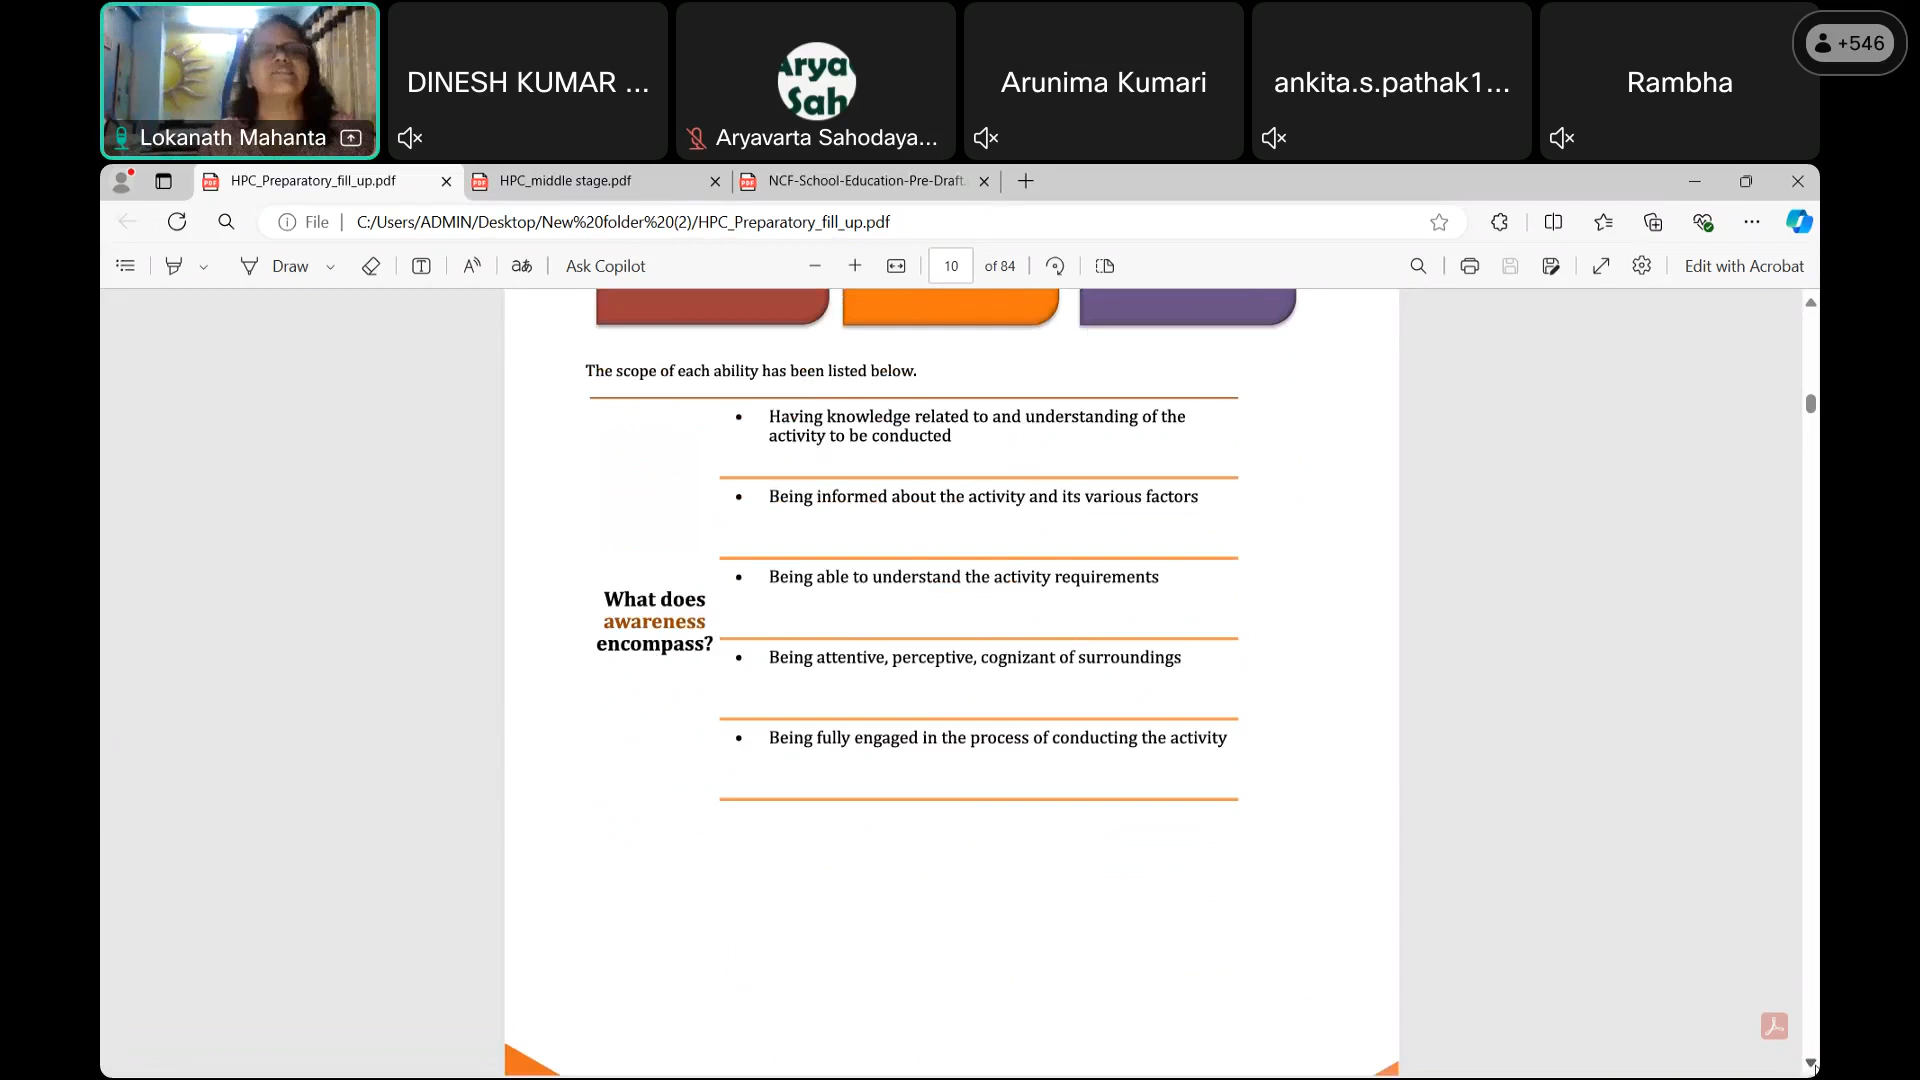 +546
DINESH KUMAR ...
Arya
Sah
Arunima Kumari
ankita.s.pathak1...
Rambha
Lokanath Mahanta
Aryavarta Sahodaya...
HPC_Preparatory_fill_up.pdf
HPC_middle stage.pdf
NCF-School-Education-Pre-Draft
File
C:/Users/ADMIN/Desktop/New%20folder%20(2)/HPC_Preparatory_fill_up.pdf
Draw
aあ
Ask Copilot
10 of 84
Edit with Acrobat
The scope of each ability has been listed below.
• Having knowledge related to and understanding of the
activity to be conducted
• Being informed about the activity and its various factors
• Being able to understand the activity requirements
What does
awareness
encompass?
• Being attentive, perceptive, cognizant of surroundings
• Being fully engaged in the process of conducting the activity